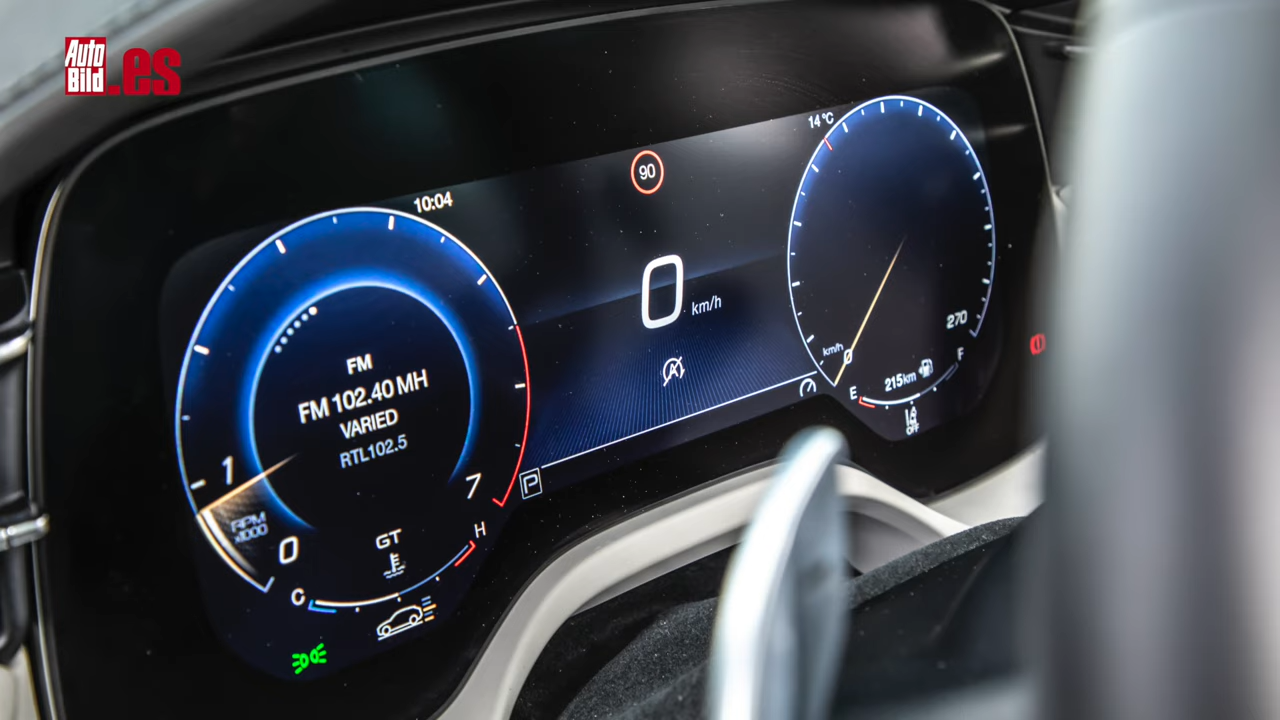 Auto
Bild
.es
10:04
14°C
90
0
km/h
FM
FM 102.40 MH
VARIED
RTL102.5
1
RPM
x1000
0
7
GT
H
C
P
km/h
0
270
215km
E
F
OFF